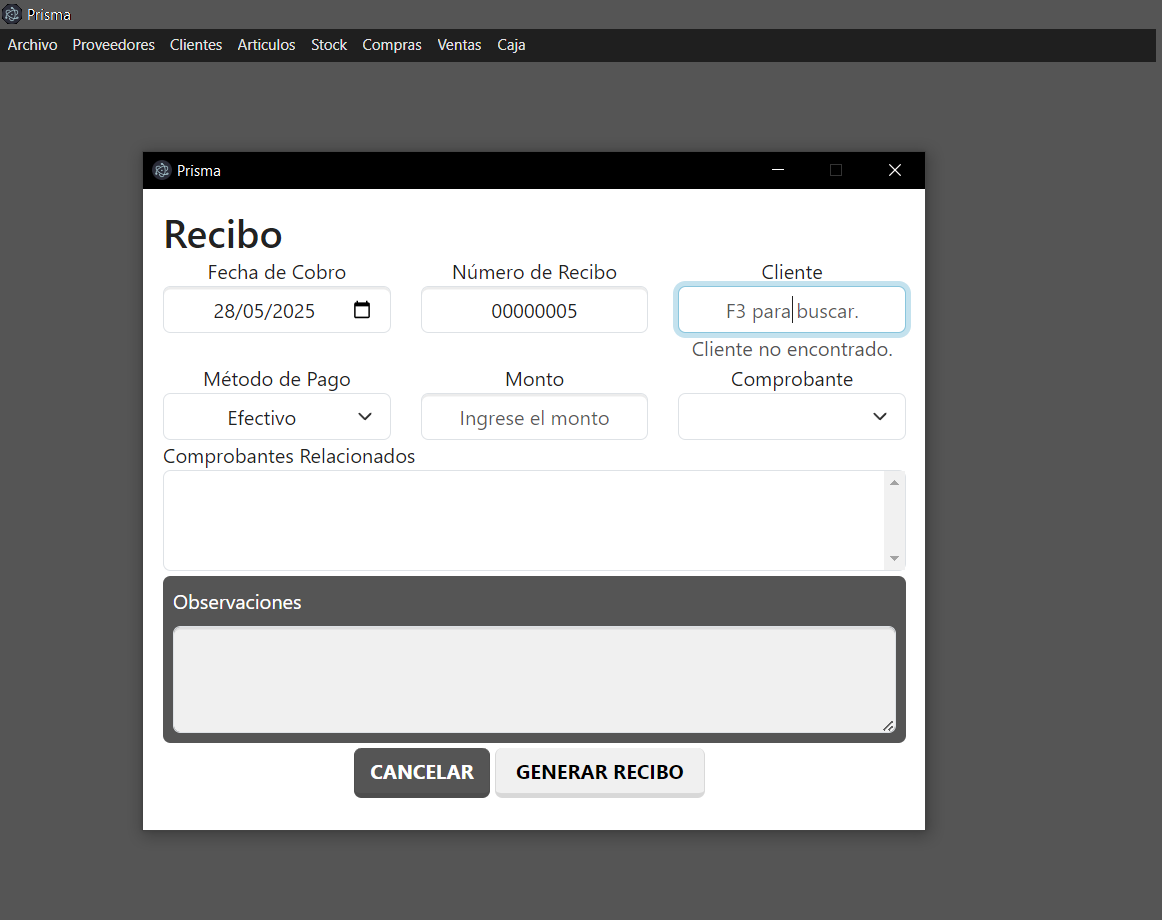 Prisma
Archivo Proveedores Clientes Articulos Stock Compras Ventas Caja
Prisma
Recibo
Fecha de Cobro Número de Recibo Cliente
28/05/2025 00000005 F3 para buscar.
Cliente no encontrado.
Método de Pago Monto Comprobante
Efectivo Ingrese el monto
Comprobantes Relacionados
Observaciones
CANCELAR GENERAR RECIBO